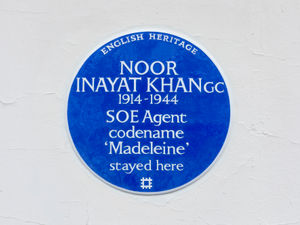 ENGLISH HERITAGE
NOOR
INAYAT KHAN GC
1914-1944
SOE Agent
codename
‘Madeleine’
stayed here